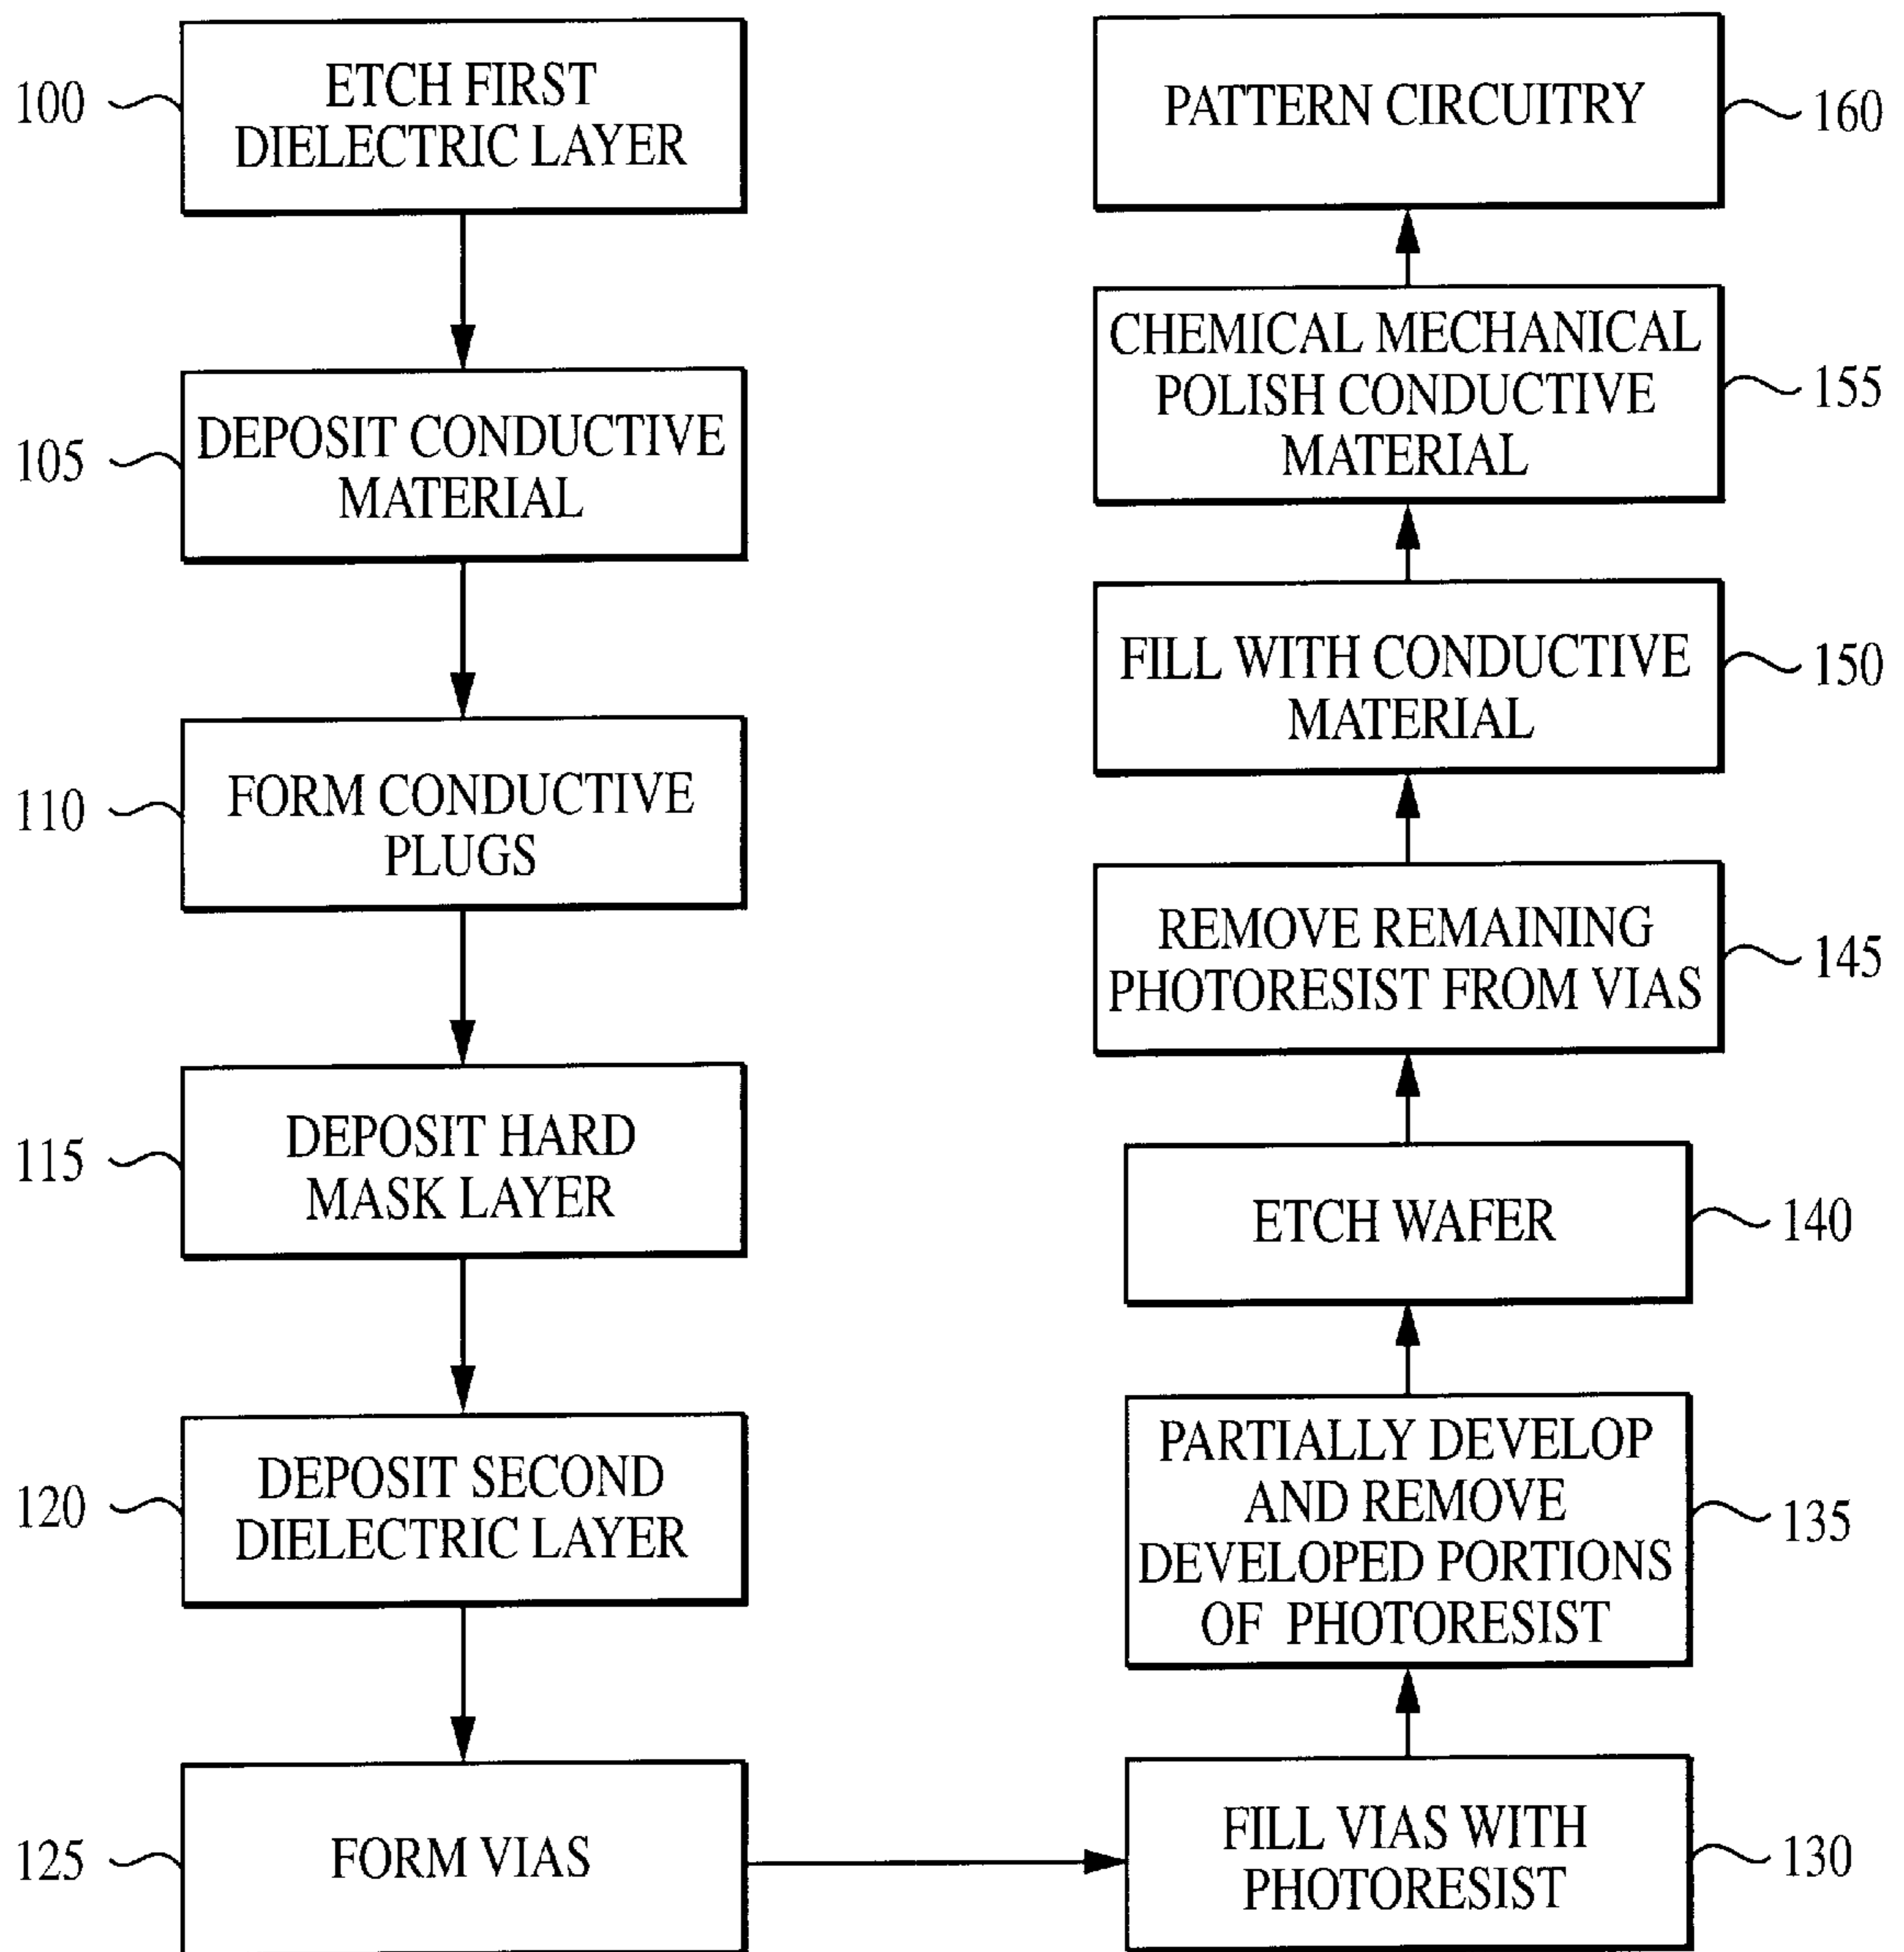 100
ETCH FIRST
DIELECTRIC LAYER
105
DEPOSIT CONDUCTIVE
MATERIAL
110
FORM CONDUCTIVE
PLUGS
115
DEPOSIT HARD
MASK LAYER
120
DEPOSIT SECOND
DIELECTRIC LAYER
125
FORM VIAS
FILL VIAS WITH
PHOTORESIST
130
PARTIALLY DEVELOP
AND REMOVE
DEVELOPED PORTIONS
OF PHOTORESIST
135
ETCH WAFER
140
REMOVE REMAINING
PHOTORESIST FROM VIAS
145
FILL WITH CONDUCTIVE
MATERIAL
150
CHEMICAL MECHANICAL
POLISH CONDUCTIVE
MATERIAL
155
PATTERN CIRCUITRY
160